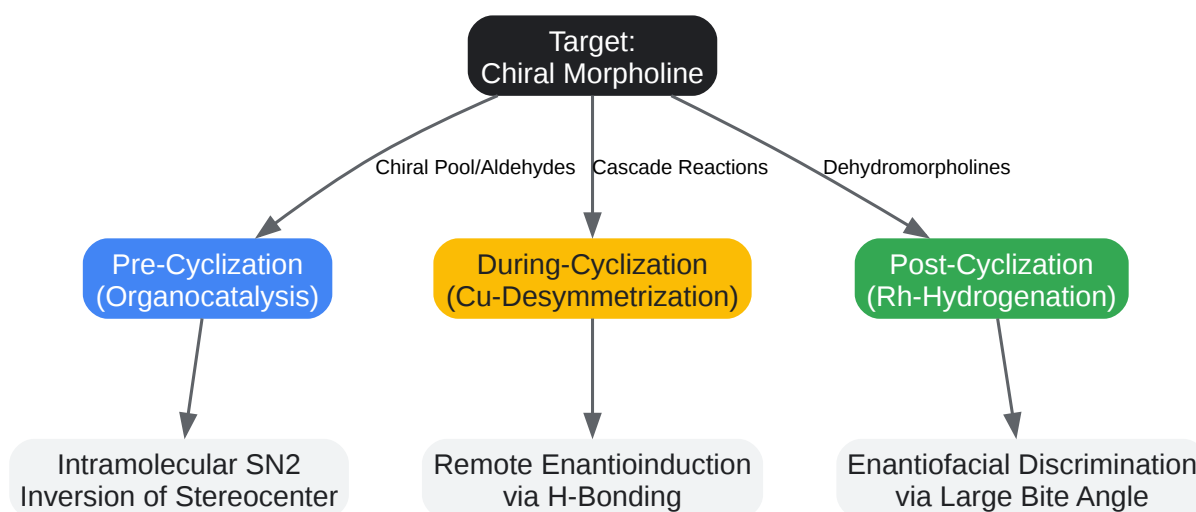 Target:
Chiral Morpholine
Chiral Pool/Aldehydes
Cascade Reactions
Dehydromorpholines
Pre-Cyclization
(Organocatalysis)
During-Cyclization
(Cu-Desymmetrization)
Post-Cyclization
(Rh-Hydrogenation)
Intramolecular SN2
Inversion of Stereocenter
Remote Enantioinduction
via H-Bonding
Enantiofacial Discrimination
via Large Bite Angle